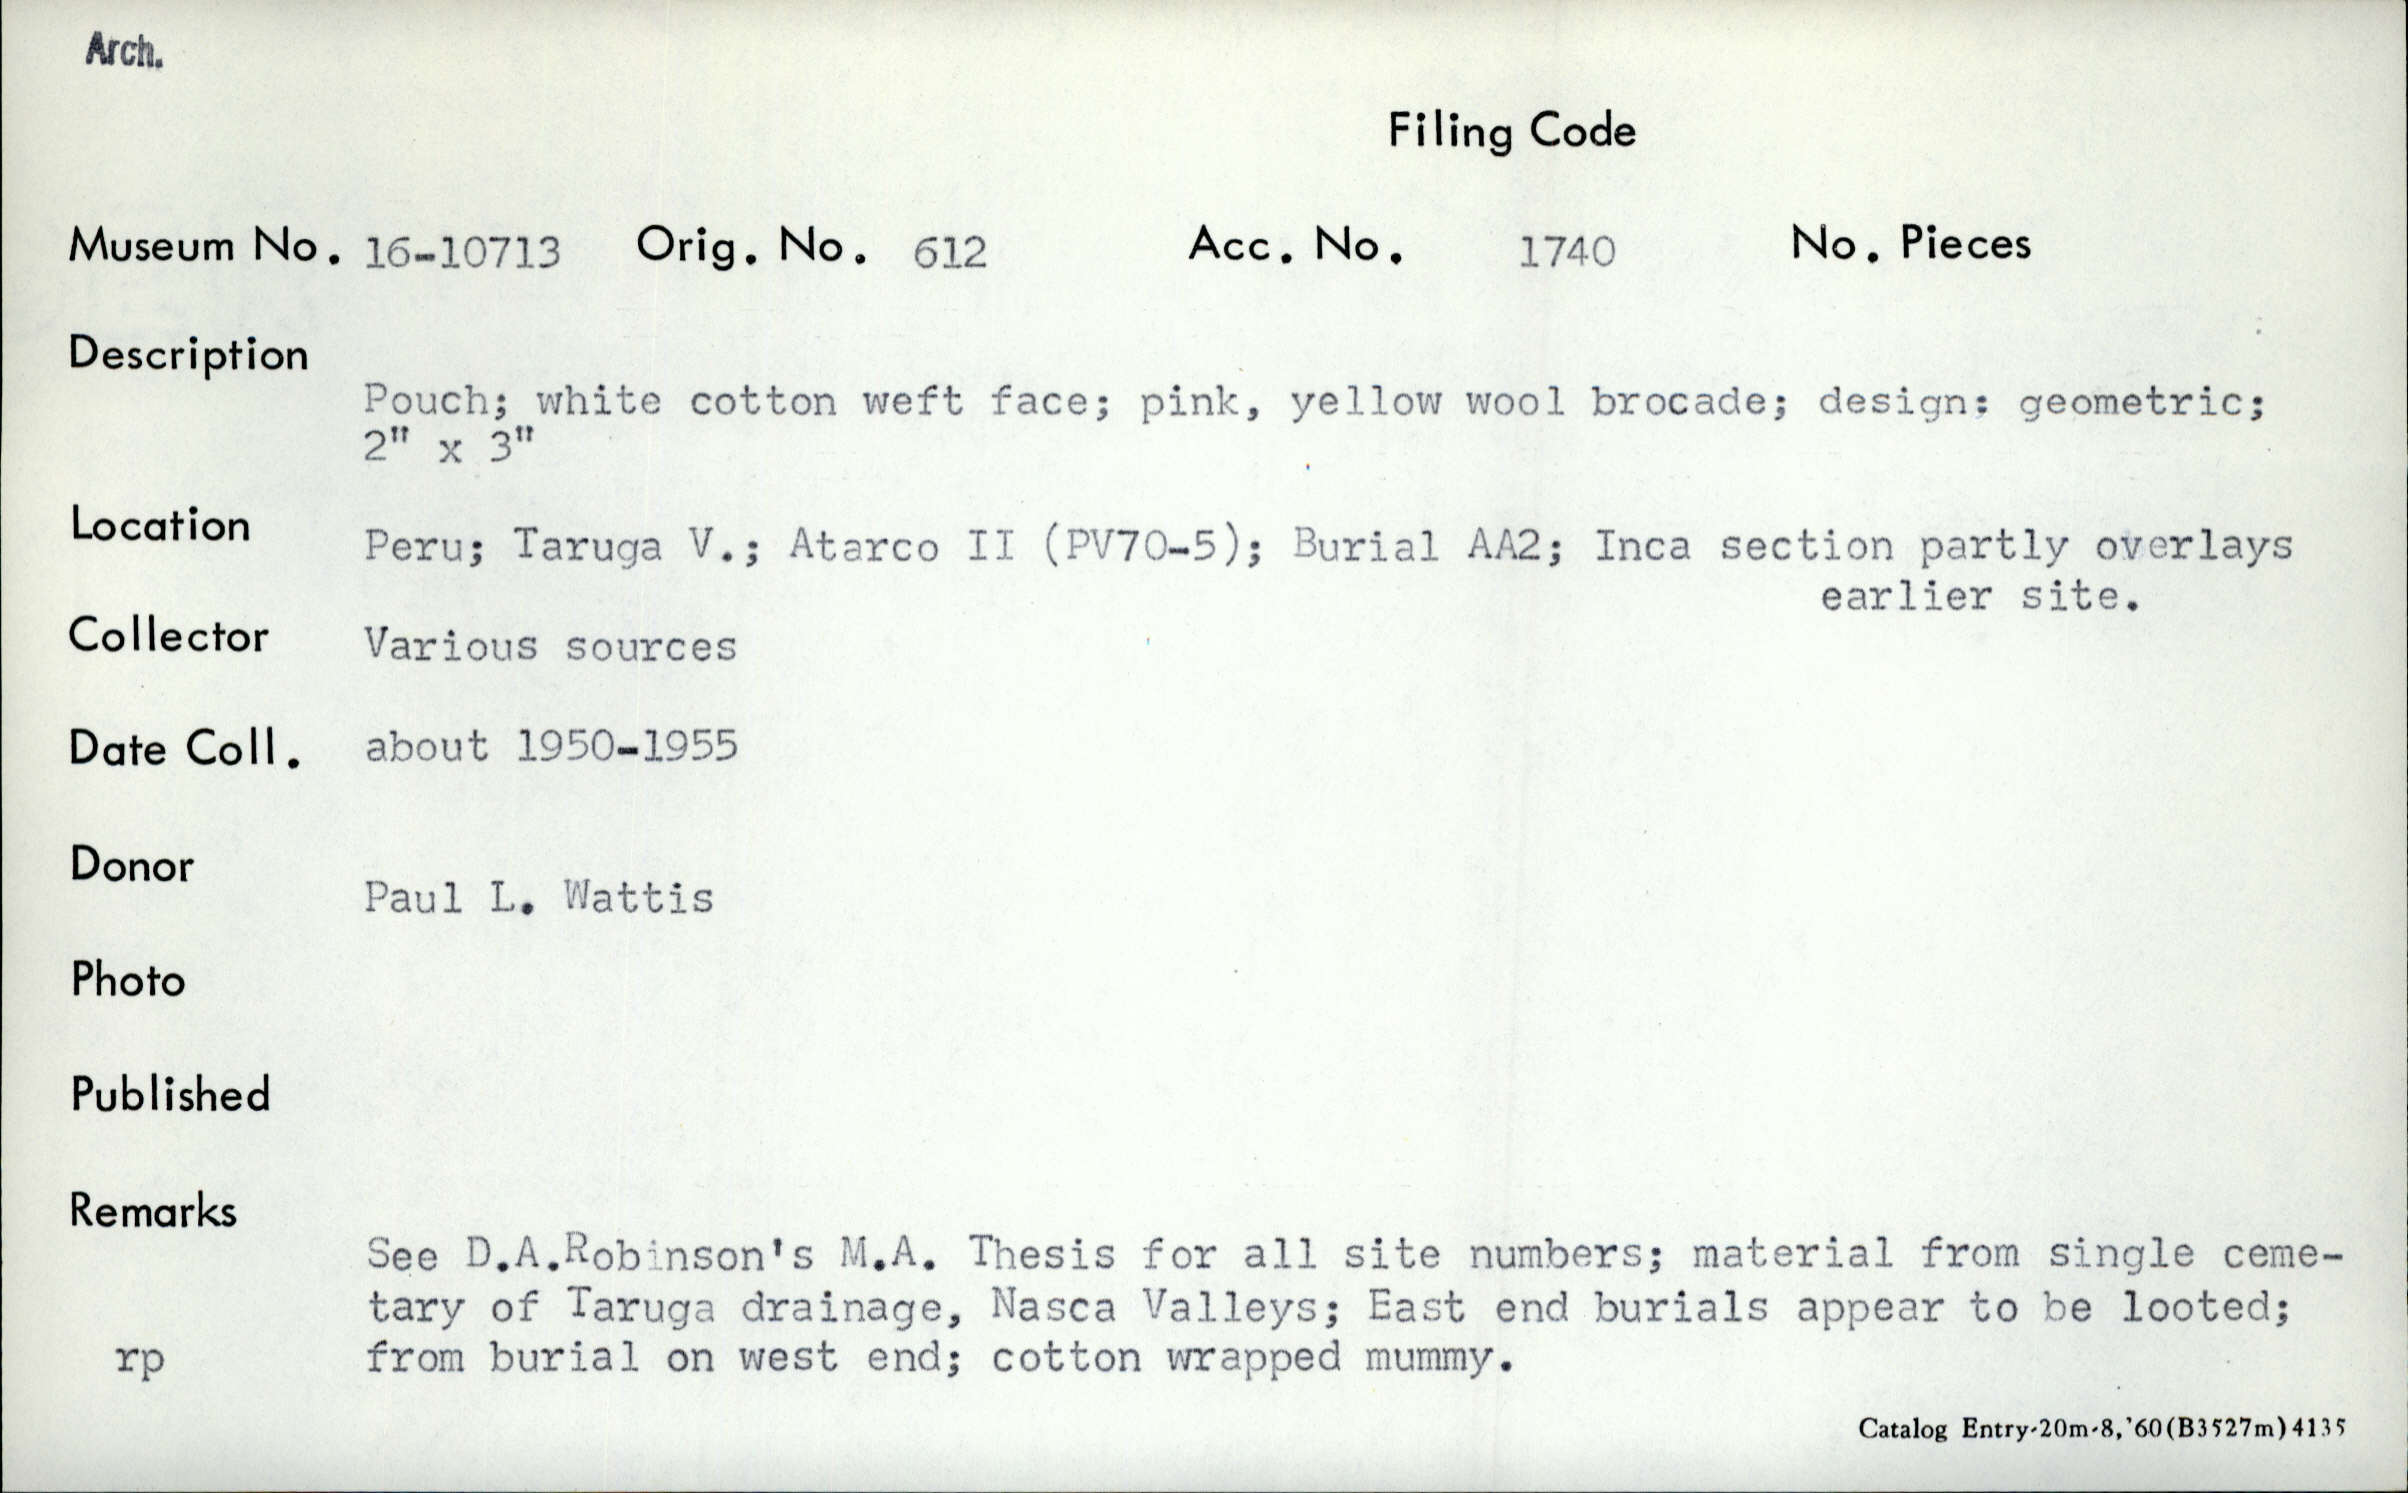 Arch.
Filing Code
Museum No. 16-10713 Orig. No. 612 Acc. No. 1740 No. Pieces
Description
Pouch; white cotton weft face; pink, yellow wool brocade; design: geometric;
2" x 3"
Location Peru; Taruga V.; Atarco II (PV70-5); Burial AA2; Inca section partly overlays
earlier site.
Collector Various sources
Date Coll. about 1950-1955
Donor
Paul L. Wattis
Photo
Published
Remarks
See D.A.Robinson's M.A. Thesis for all site numbers; material from single ceme-
tary of Taruga drainage, Nasca Valleys; East end burials appear to be looted;
rp from burial on west end; cotton wrapped mummy.
Catalog Entry-20m-8,'60(B3527m)4135